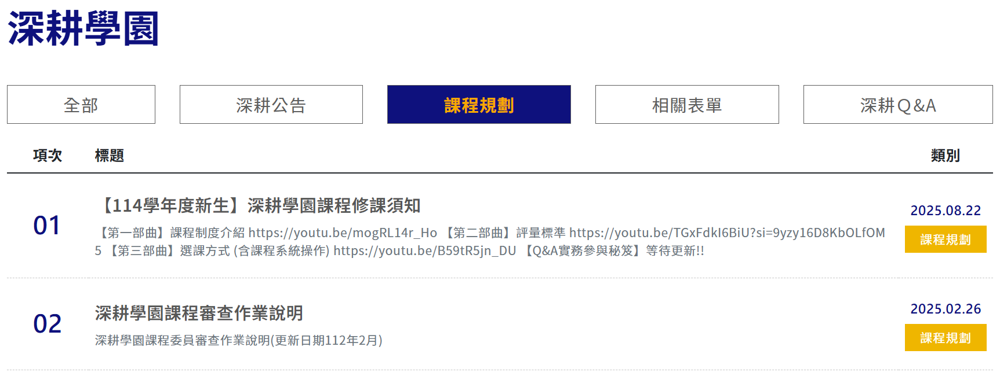 深耕學園
全部
深耕公告
課程規劃
相關表單
深耕Q&A
項次 標題 類別
01
【114學年度新生】深耕學園課程修課須知
【第一部曲】課程制度介紹 https://youtu.be/mogRL14r_Ho 【第二部曲】評量標準 https://youtu.be/TGxFdkI6BiU?si=9yzy16D8KbOLfOM
5 【第三部曲】選課方式 (含課程系統操作) https://youtu.be/B59tR5jn_DU 【Q&A實務參與秘笈】等待更新!!
2025.08.22
課程規劃
02
深耕學園課程審查作業說明
深耕學園課程委員審查作業說明(更新日期112年2月)
2025.02.26
課程規劃